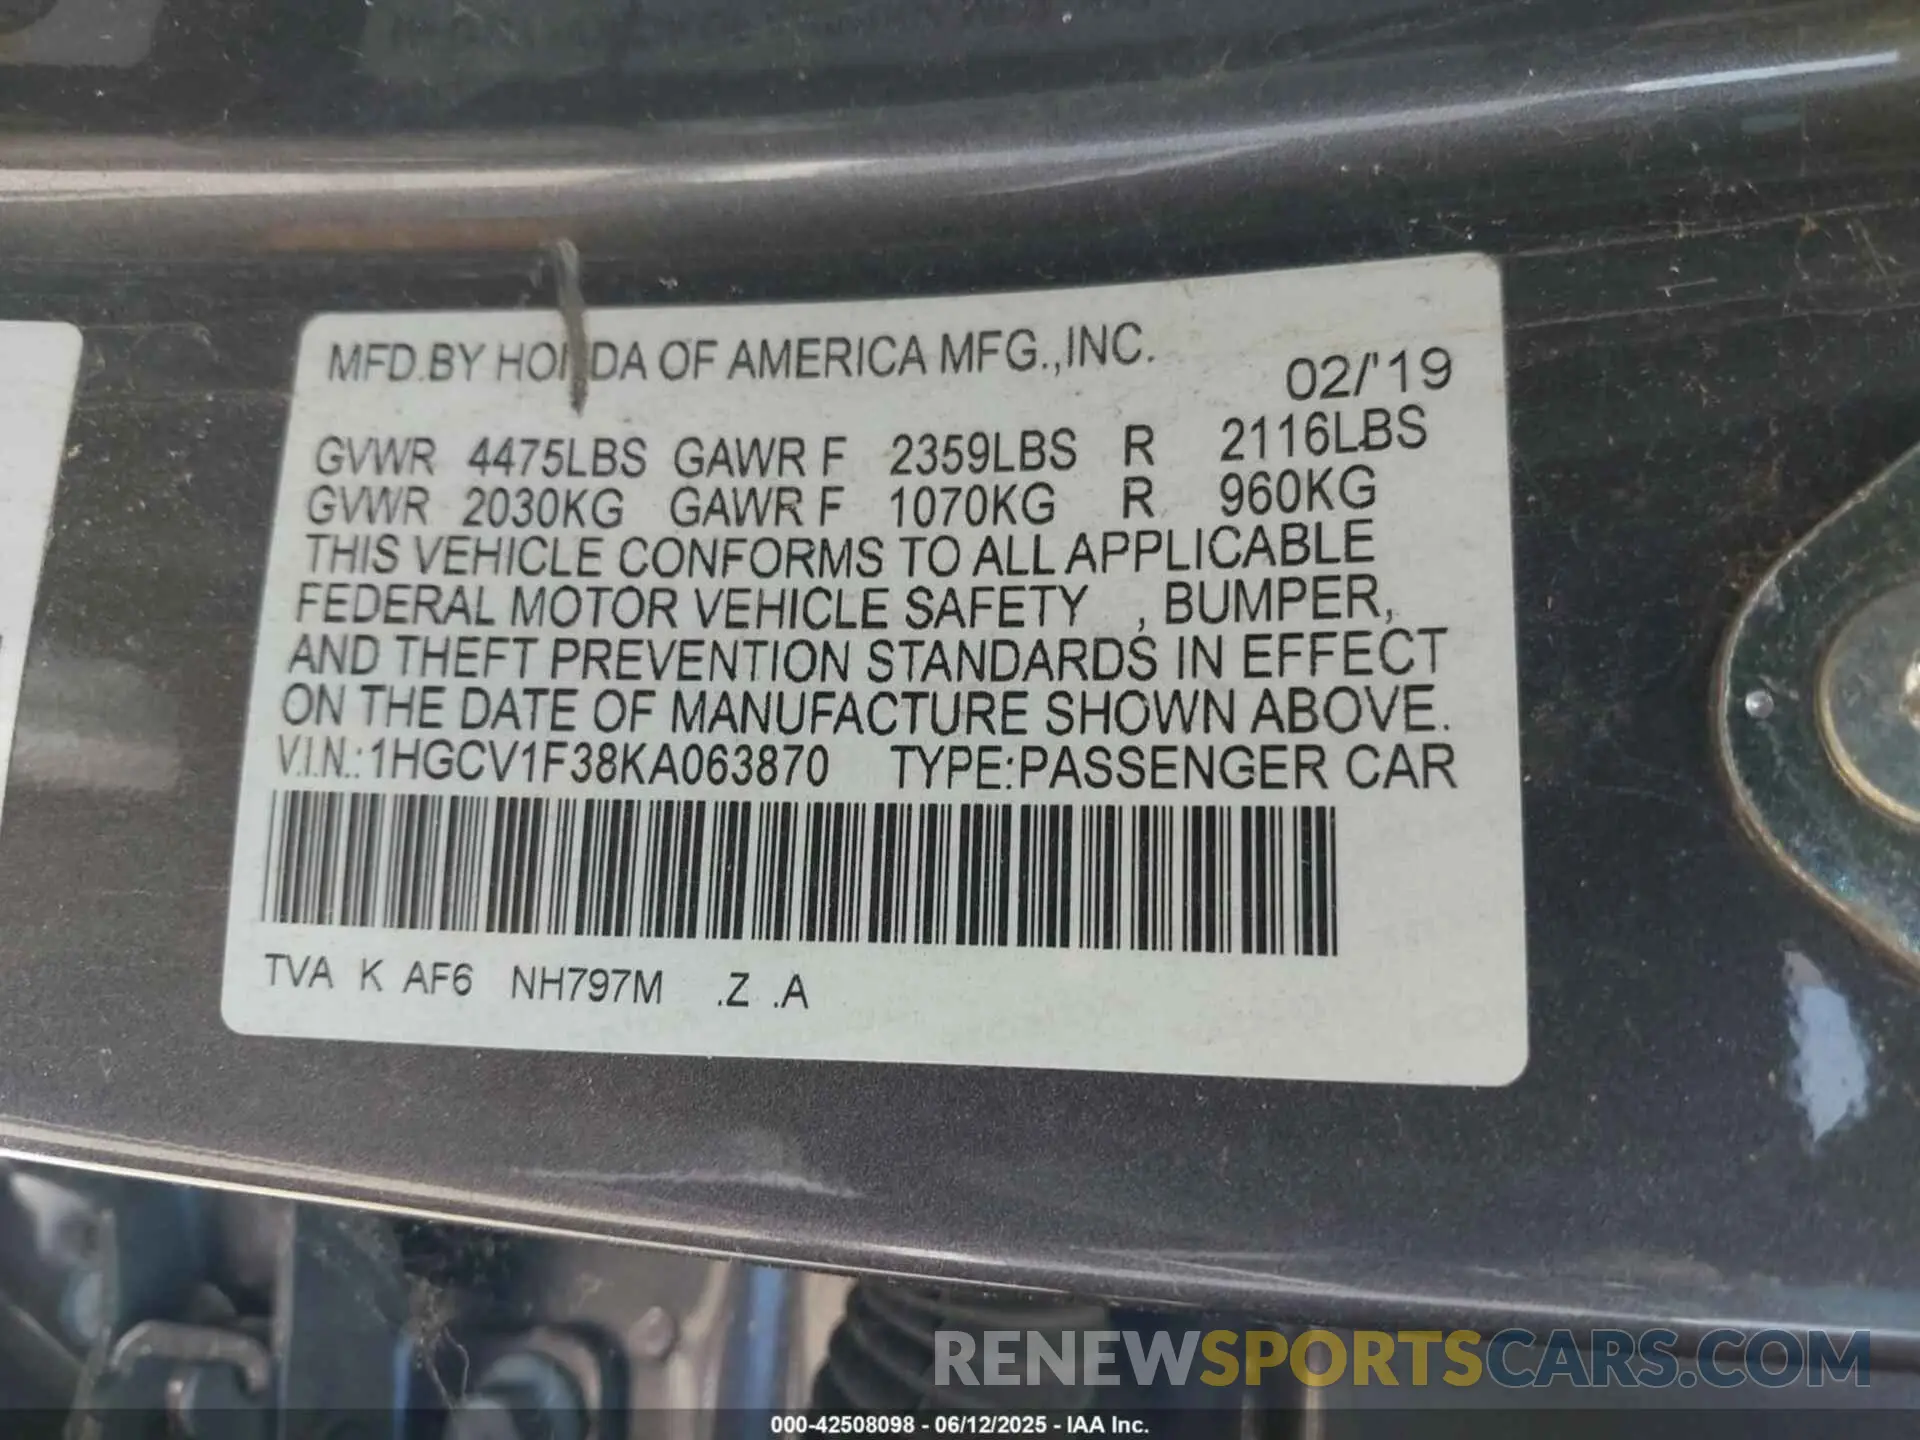 MFD.BY HONDA OF AMERICA MFG.,INC. 02/'19
GVWR 4475LBS GAWR F 2359LBS R 2116LBS
GVWR 2030KG GAWR F 1070KG R 960KG
THIS VEHICLE CONFORMS TO ALL APPLICABLE
FEDERAL MOTOR VEHICLE SAFETY , BUMPER,
AND THEFT PREVENTION STANDARDS IN EFFECT
ON THE DATE OF MANUFACTURE SHOWN ABOVE.
V.I.N.:1HGCV1F38KA063870 TYPE:PASSENGER CAR
TVA K AF6 NH797M .Z .A
RENEWSPORTSCARS.COM
000-42508098 - 06/12/2025 - IAA Inc.